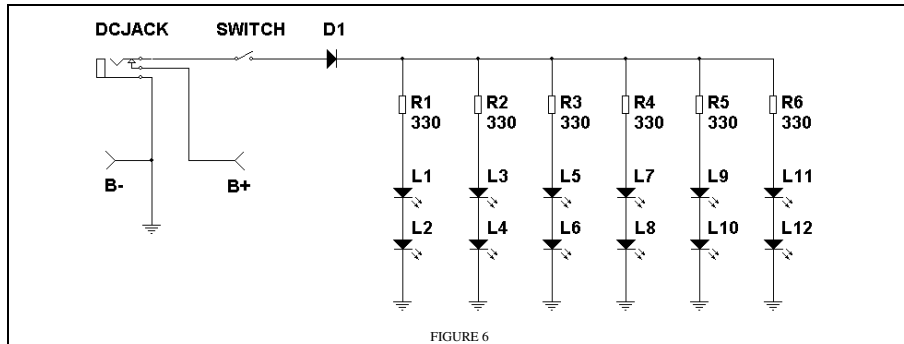 DCJACK SWITCH D1
R1 R2 R3 R4 R5 R6
330 330 330 330 330 330
L1 L3 L5 L7 L9 L11
B- B+
L2 L4 L6 L8 L10 L12
FIGURE 6